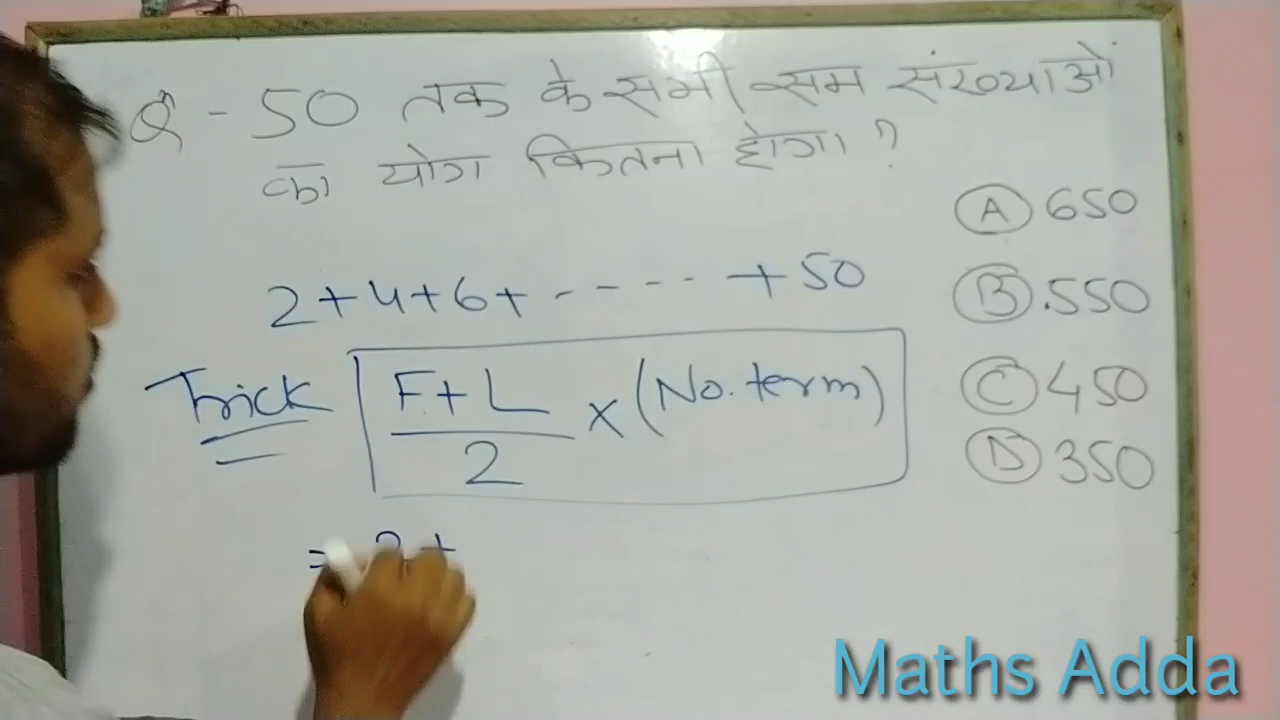 Q - 50 तक के सभी सम संख्याओं
का योग कितना होगा ?
A 650
2+4+6+ ----- +50
B .550
Trick F+L/2 × (No. term)
C 450
D 350
= 2+
Maths Adda